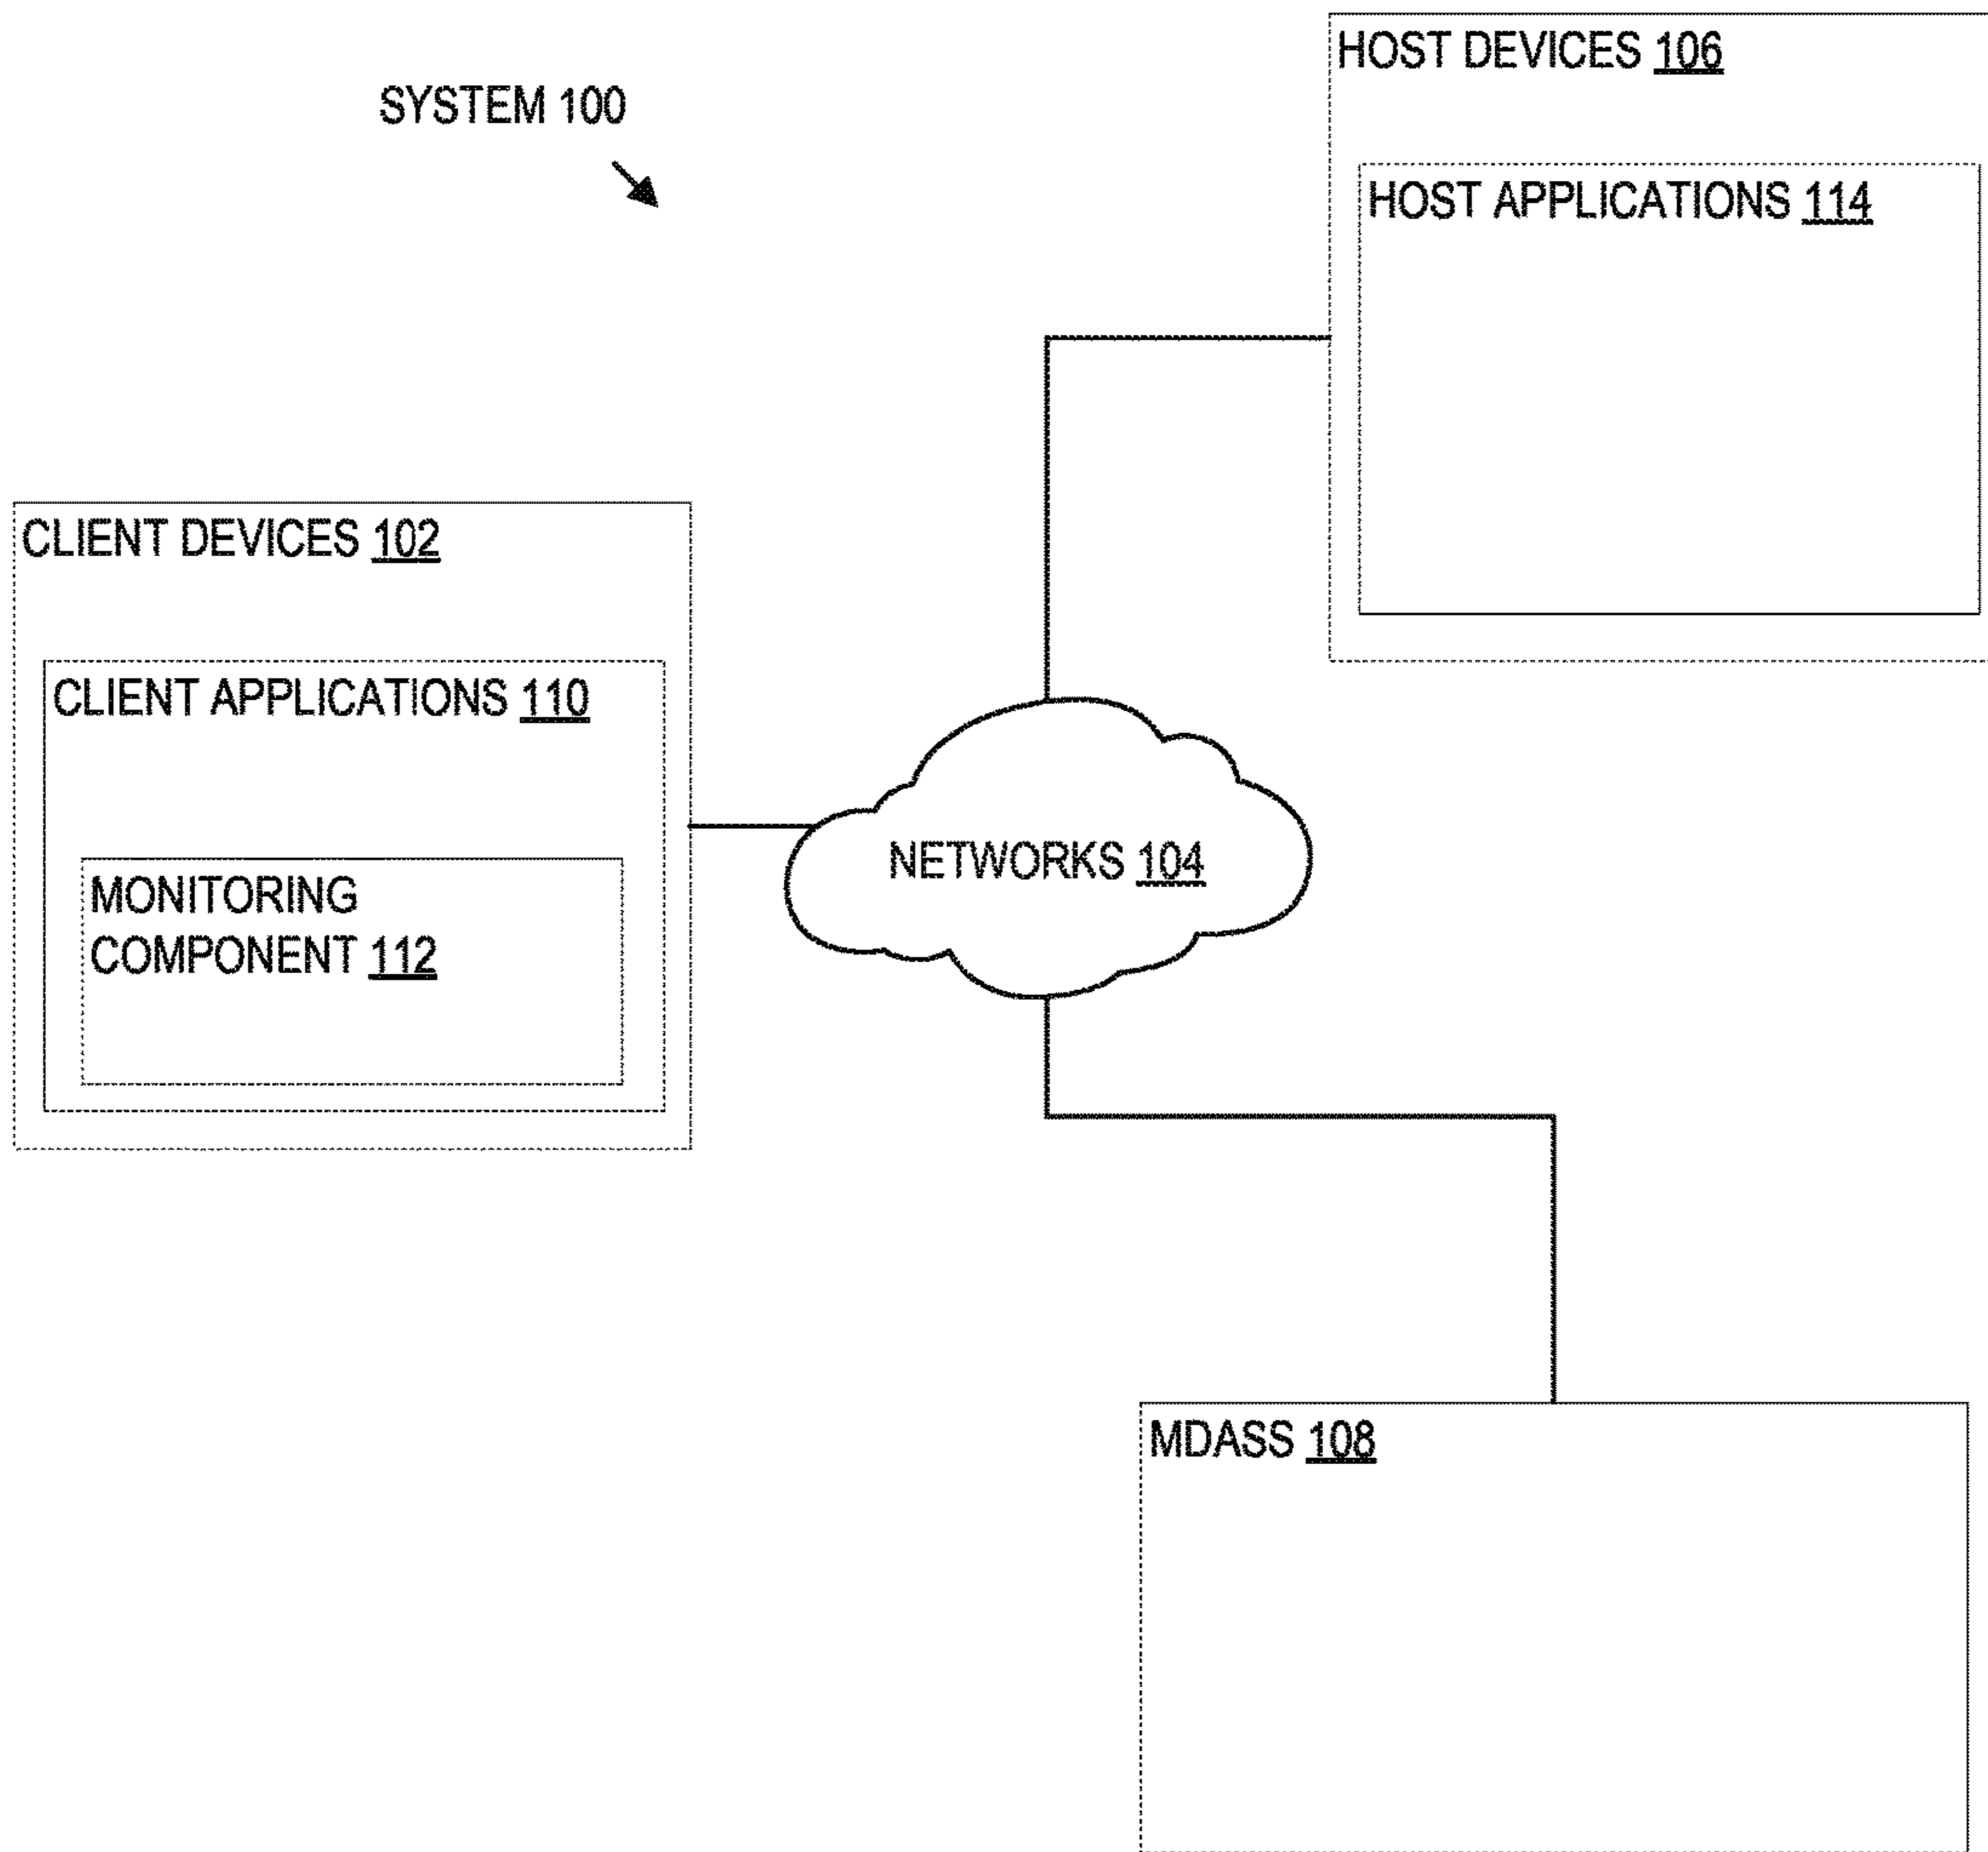 SYSTEM 100
HOST DEVICES 106
HOST APPLICATIONS 114
CLIENT DEVICES 102
CLIENT APPLICATIONS 110
MONITORING
COMPONENT 112
NETWORKS 104
MDASS 108